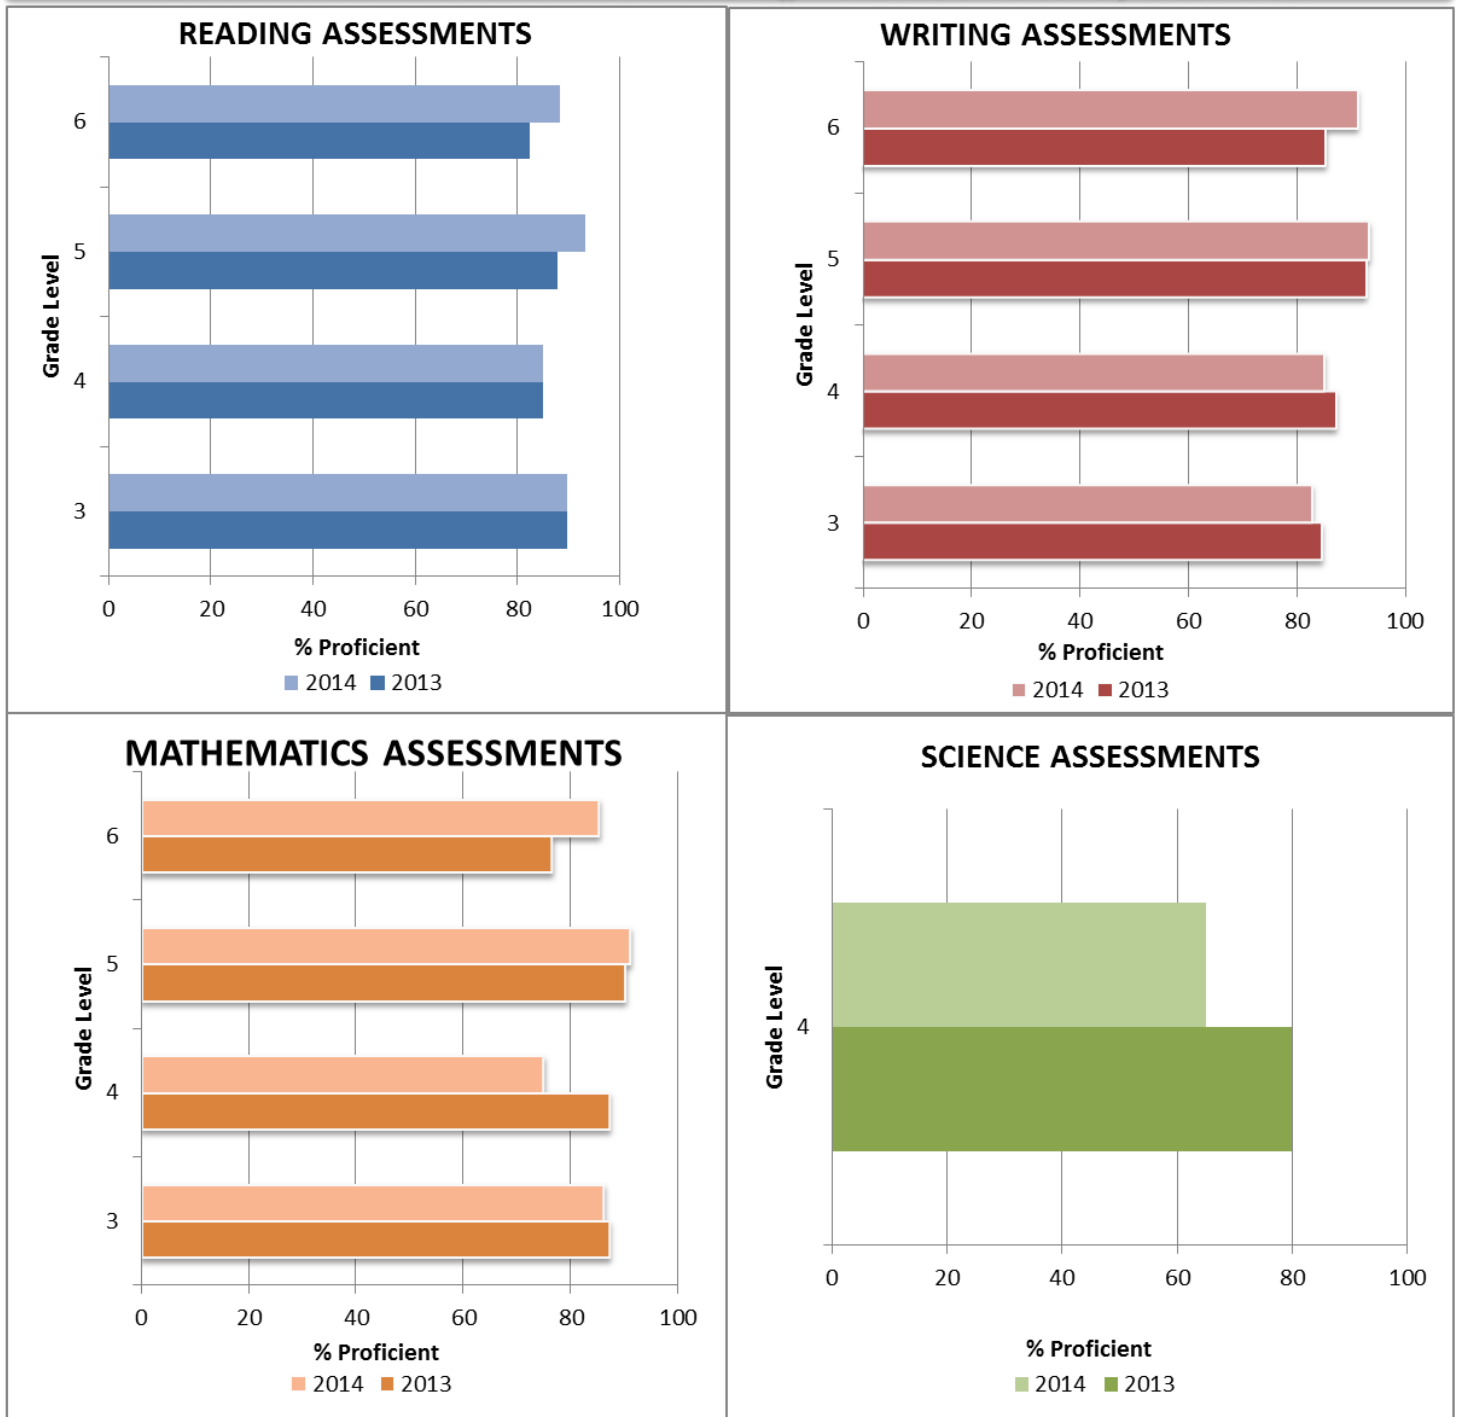 READING ASSESSMENTS
6
5
4
3
Grade Level
0 20 40 60 80 100
% Proficient
2014 2013
WRITING ASSESSMENTS
6
5
4
3
Grade Level
0 20 40 60 80 100
% Proficient
2014 2013
MATHEMATICS ASSESSMENTS
6
5
4
3
Grade Level
0 20 40 60 80 100
% Proficient
2014 2013
SCIENCE ASSESSMENTS
4
Grade Level
0 20 40 60 80 100
% Proficient
2014 2013